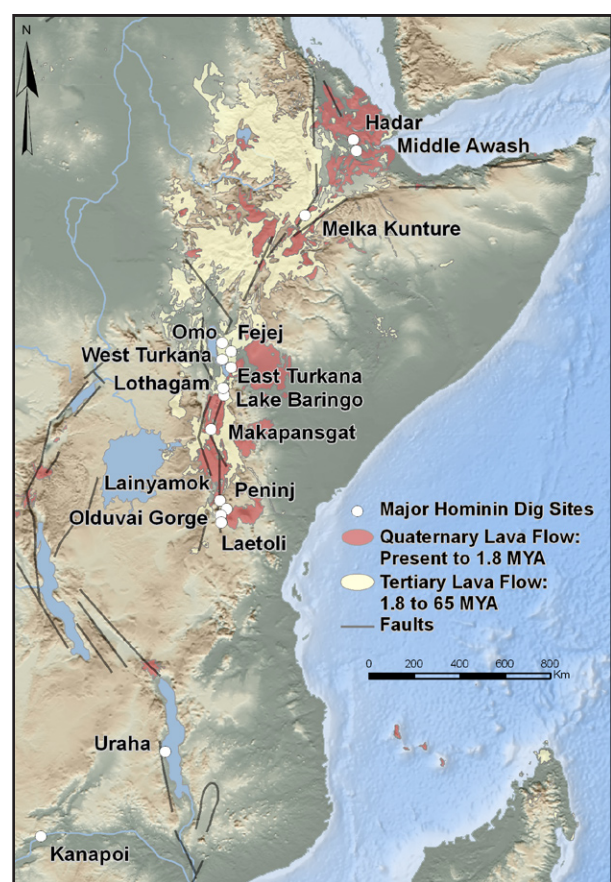 N
Hadar
Middle Awash
Melka Kunture
Omo
Fejej
West Turkana
East Turkana
Lothagam
Lake Baringo
Makapansgat
Lainyamok
Peninj
Olduvai Gorge
Laetoli
Major Hominin Dig Sites
Quaternary Lava Flow:
Present to 1.8 MYA
Tertiary Lava Flow:
1.8 to 65 MYA
Faults
0 200 400 600 800
Km
Uraha
Kanapoi